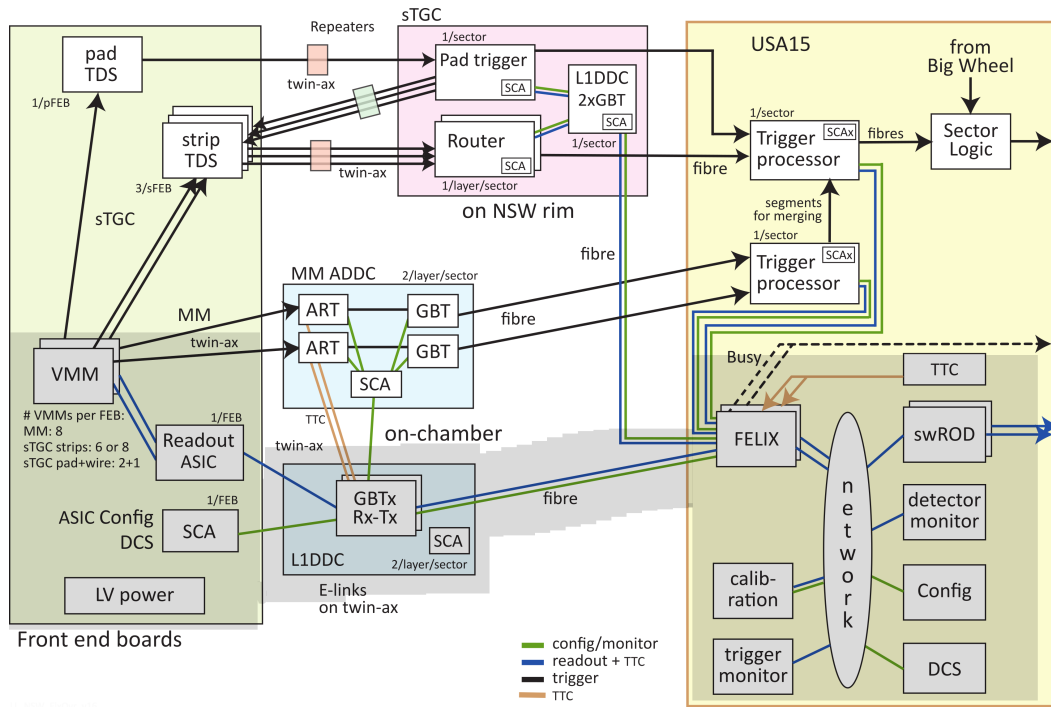 sTGC
Repeaters
1/sector
pad
TDS
twin-ax
1/pFEB
Pad trigger
SCA
L1DDC
2xGBT
SCA
1/sector
strip
TDS
3/sFEB
twin-ax
Router
SCA
1/layer/sector
on NSW rim
sTGC
USA15
from
Big Wheel
1/sector
Trigger
processor
SCAx
fibres
Sector
Logic
fibre
segments
for merging
1/sector
Trigger
processor
SCAx
fibre
MM ADDC
2/layer/sector
MM
twin-ax
ART
GBT
ART
GBT
SCA
fibre
TTC
twin-ax
on-chamber
VMM
# VMMs per FEB:
MM: 8
sTGC strips: 6 or 8
sTGC pad+wire: 2+1
1/FEB
Readout
ASIC
1/FEB
ASIC Config
DCS
SCA
LV power
Front end boards
GBTx
Rx-Tx
SCA
L1DDC
2/layer/sector
E-links
on twin-ax
fibre
Busy
TTC
FELIX
swROD
network
detector
monitor
calib-
ration
Config
trigger
monitor
DCS
config/monitor
readout + TTC
trigger
TTC